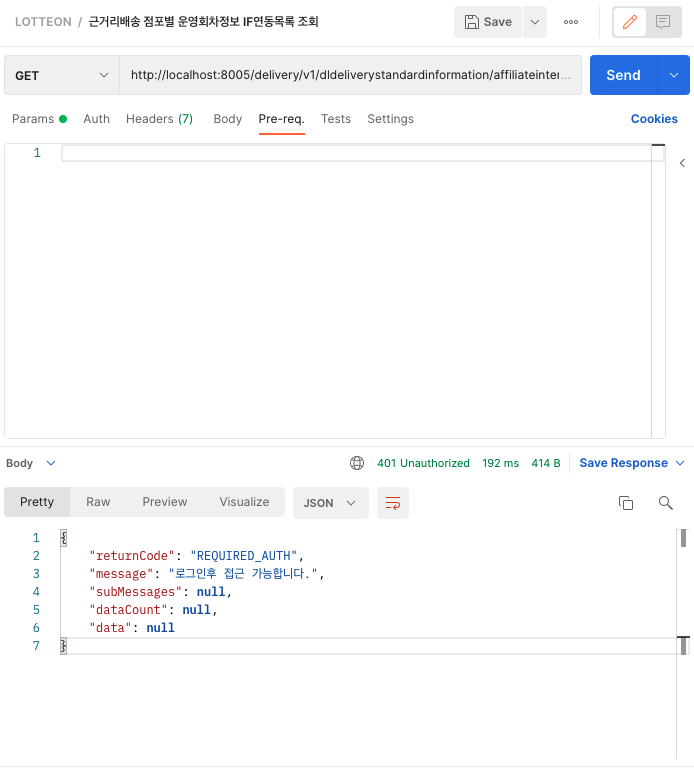 LOTTEON / 근거리배송 점포별 운영회차정보 IF연동목록 조회
Save
GET
http://localhost:8005/delivery/v1/dldeliverystandardinformation/affiliateinter...
Send
Params Auth Headers (7) Body Pre-req. Tests Settings Cookies
1
Body 401 Unauthorized 192 ms 414 B Save Response
Pretty Raw Preview Visualize JSON
1 {
2 "returnCode": "REQUIRED_AUTH",
3 "message": "로그인후 접근 가능합니다.",
4 "subMessages": null,
5 "dataCount": null,
6 "data": null
7 }